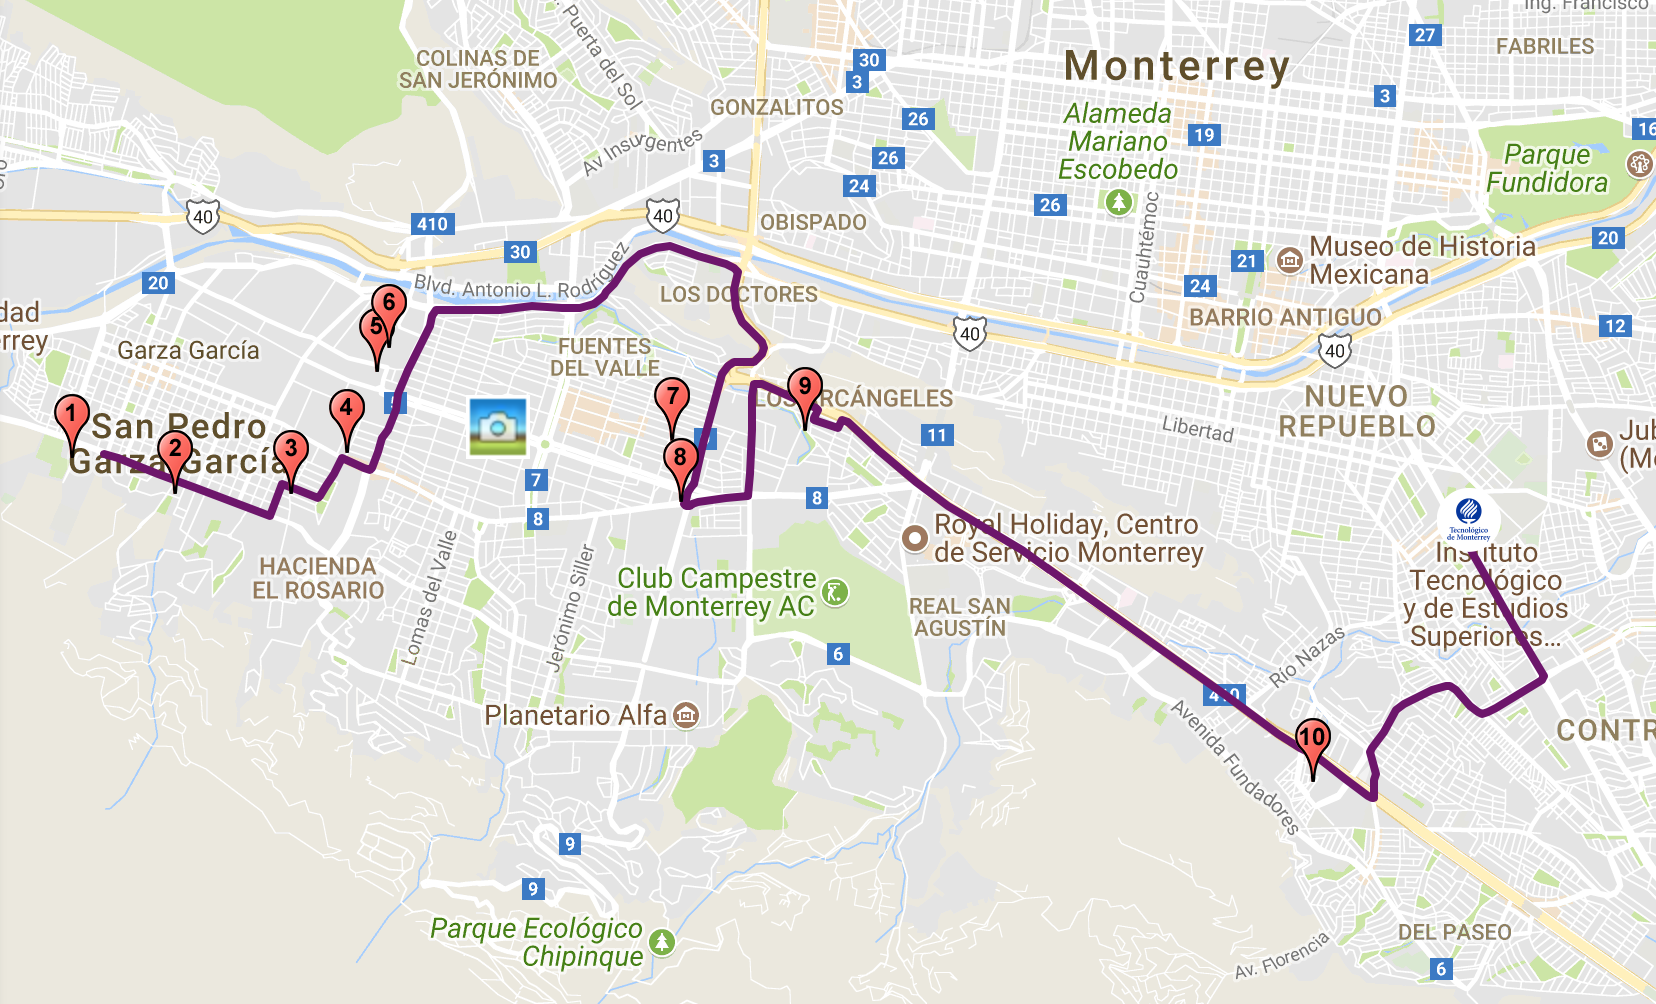 Ing. Francisco
27
FABRILES
COLINAS DE
SAN JERÓNIMO
Puerta del Sol
30
3
Monterrey
3
GONZALITOS
26
Alameda
Mariano
Escobedo
19
16
Av Insurgentes
3
26
24
26
Parque
Fundidora
40
410
40
OBISPADO
Cuauhtémoc
20
30
21
Museo de Historia
Mexicana
20
Blvd. Antonio L. Rodríguez
LOS DOCTORES
24
BARRIO ANTIGUO
12
6
5
40
40
Garza García
FUENTES
DEL VALLE
1
San Pedro
Garza García
2
3
4
7
8
9
LOS ARCÁNGELES
11
Libertad
NUEVO
REPUEBLO
7
8
8
HACIENDA
EL ROSARIO
Lomas del Valle
Jerónimo Siller
Club Campestre
de Monterrey AC
Royal Holiday, Centro
de Servicio Monterrey
REAL SAN
AGUSTÍN
6
Tecnológico
de Monterrey
Instituto
Tecnológico
y de Estudios
Superiores...
Río Nazas
410
Planetario Alfa
Avenida Fundadores
10
CONTR
9
9
Parque Ecológico
Chipinque
DEL PASEO
Av. Florencia
6